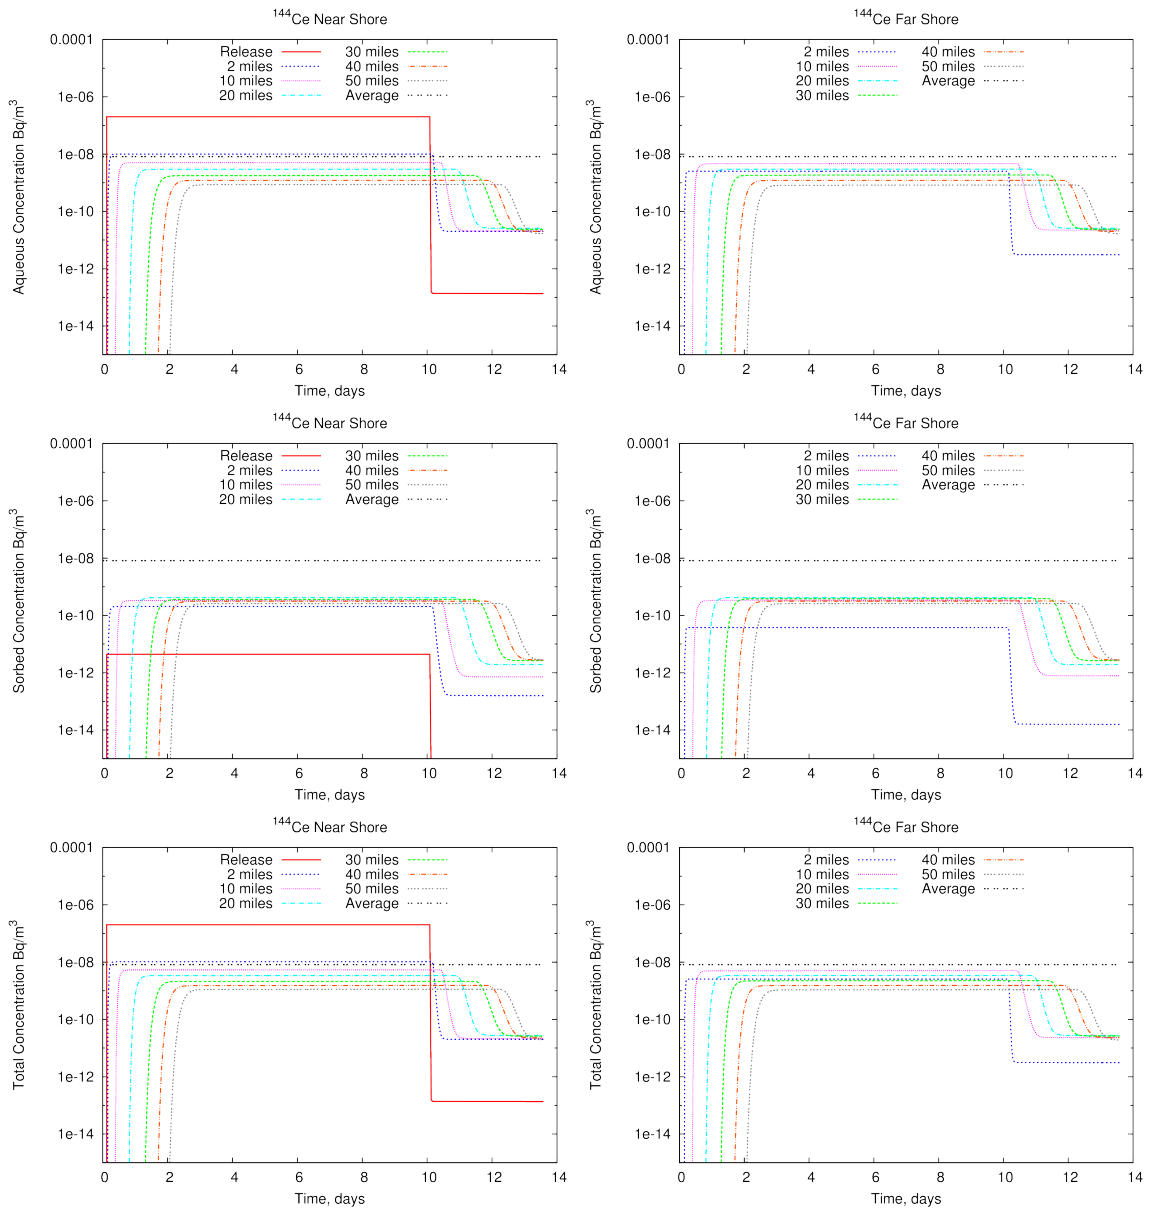 ¹⁴⁴Ce Near Shore
0.0001
1e-06
1e-08
1e-10
1e-12
1e-14
Aqueous Concentration Bq/m³
Release
2 miles
10 miles
20 miles
30 miles
40 miles
50 miles
Average
0 2 4 6 8 10 12 14
Time, days
¹⁴⁴Ce Far Shore
0.0001
1e-06
1e-08
1e-10
1e-12
1e-14
Aqueous Concentration Bq/m³
2 miles
10 miles
20 miles
30 miles
40 miles
50 miles
Average
0 2 4 6 8 10 12 14
Time, days
¹⁴⁴Ce Near Shore
0.0001
1e-06
1e-08
1e-10
1e-12
1e-14
Sorbed Concentration Bq/m³
Release
2 miles
10 miles
20 miles
30 miles
40 miles
50 miles
Average
0 2 4 6 8 10 12 14
Time, days
¹⁴⁴Ce Far Shore
0.0001
1e-06
1e-08
1e-10
1e-12
1e-14
Sorbed Concentration Bq/m³
2 miles
10 miles
20 miles
30 miles
40 miles
50 miles
Average
0 2 4 6 8 10 12 14
Time, days
¹⁴⁴Ce Near Shore
0.0001
1e-06
1e-08
1e-10
1e-12
1e-14
Total Concentration Bq/m³
Release
2 miles
10 miles
20 miles
30 miles
40 miles
50 miles
Average
0 2 4 6 8 10 12 14
Time, days
¹⁴⁴Ce Far Shore
0.0001
1e-06
1e-08
1e-10
1e-12
1e-14
Total Concentration Bq/m³
2 miles
10 miles
20 miles
30 miles
40 miles
50 miles
Average
0 2 4 6 8 10 12 14
Time, days